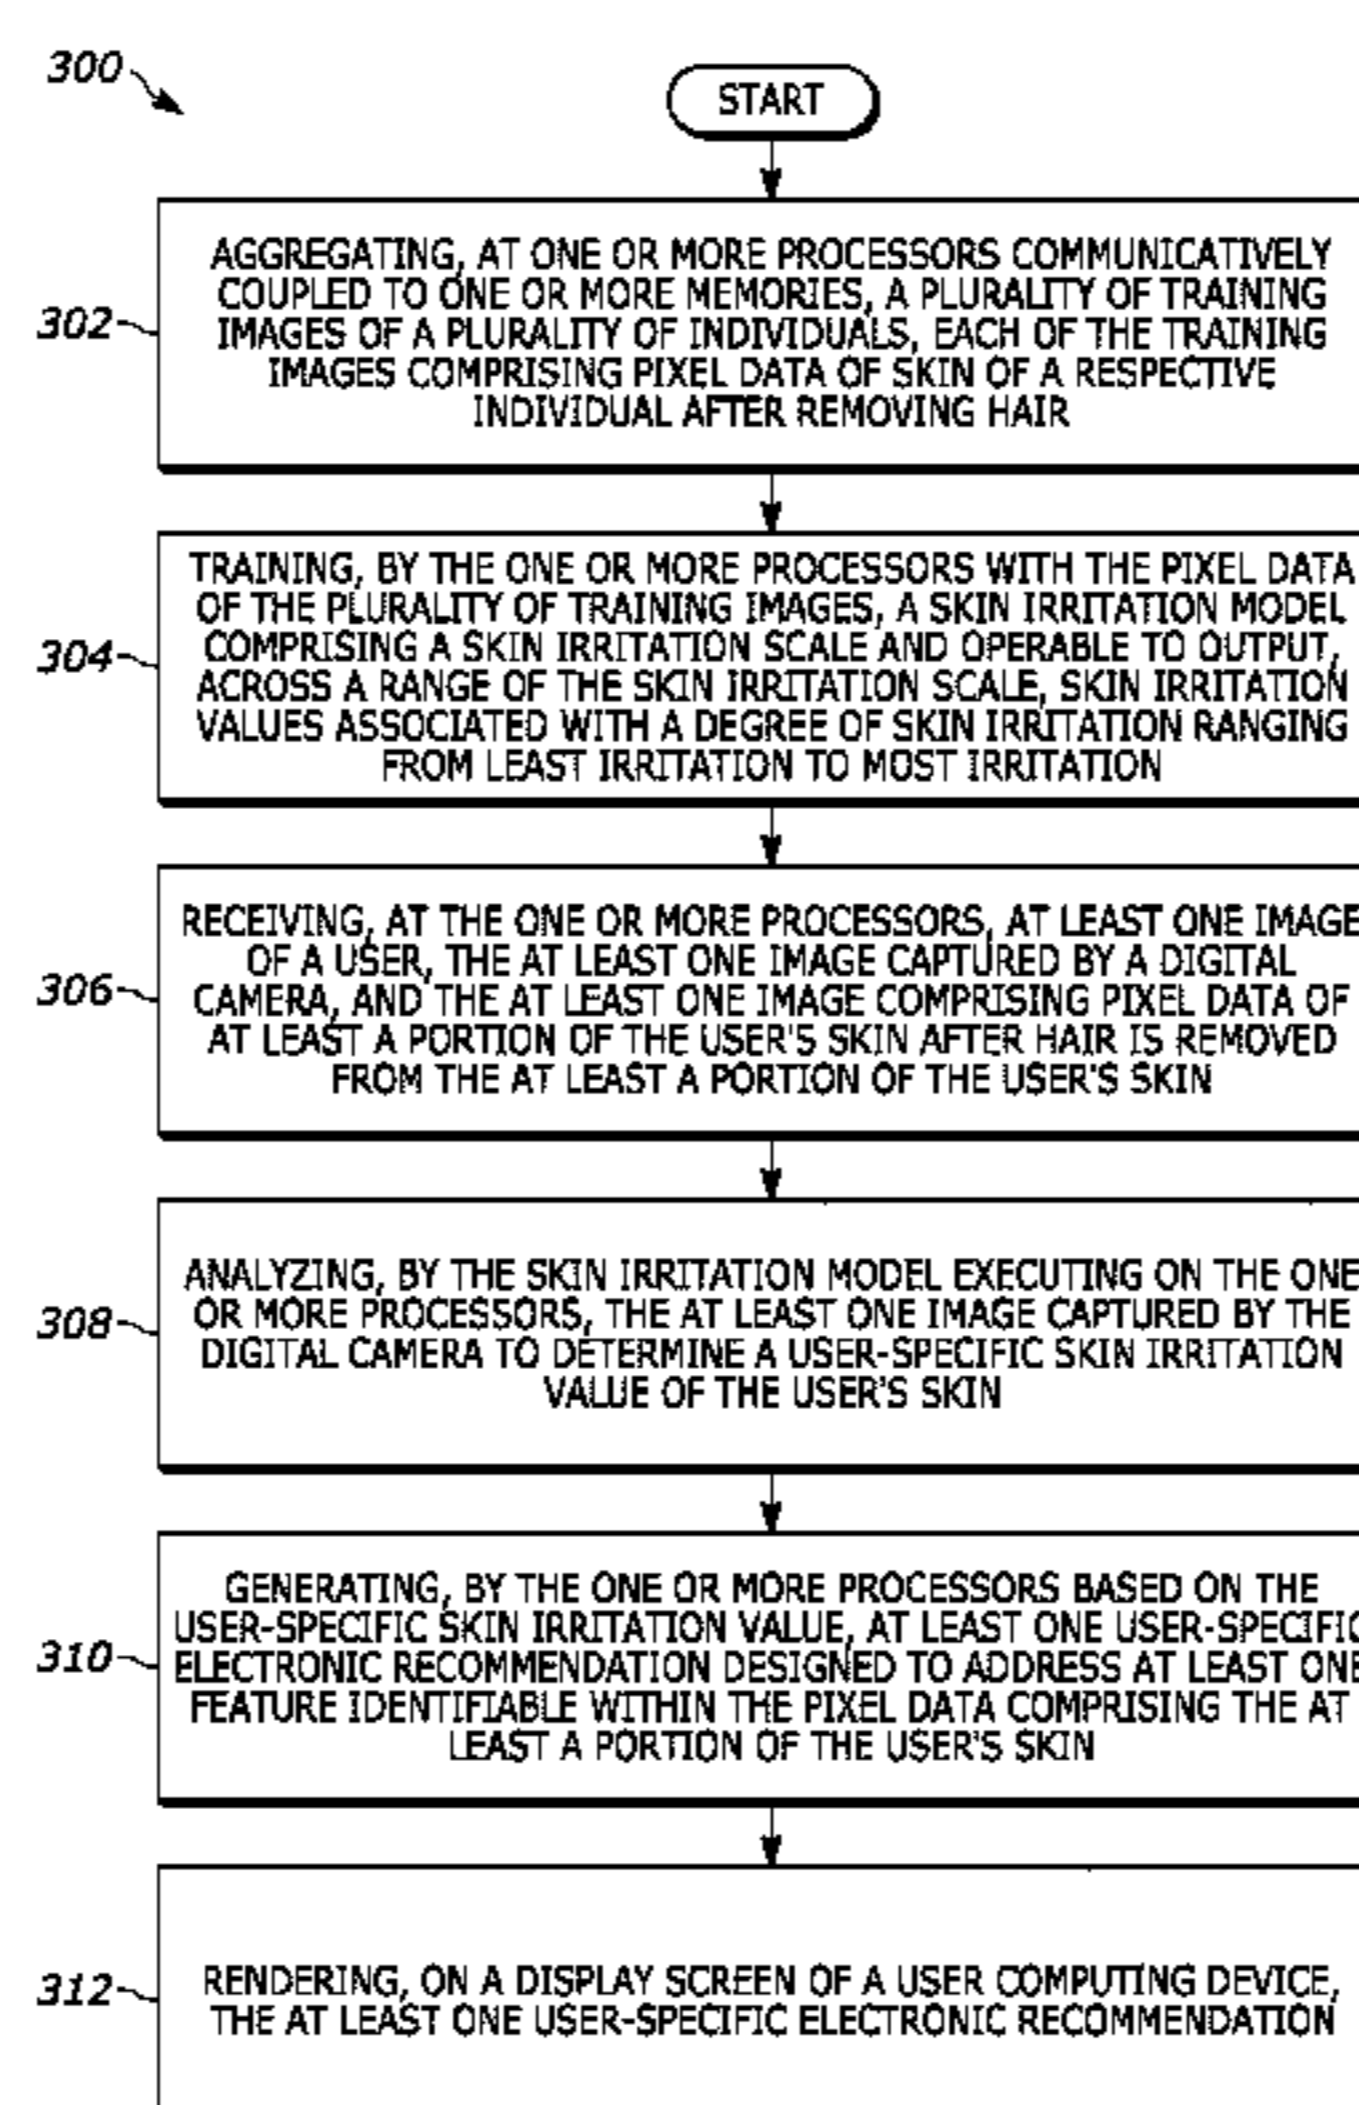 300
START
302
AGGREGATING, AT ONE OR MORE PROCESSORS COMMUNICATIVELY
COUPLED TO ONE OR MORE MEMORIES, A PLURALITY OF TRAINING
IMAGES OF A PLURALITY OF INDIVIDUALS, EACH OF THE TRAINING
IMAGES COMPRISING PIXEL DATA OF SKIN OF A RESPECTIVE
INDIVIDUAL AFTER REMOVING HAIR
304
TRAINING, BY THE ONE OR MORE PROCESSORS WITH THE PIXEL DATA
OF THE PLURALITY OF TRAINING IMAGES, A SKIN IRRITATION MODEL
COMPRISING A SKIN IRRITATION SCALE AND OPERABLE TO OUTPUT,
ACROSS A RANGE OF THE SKIN IRRITATION SCALE, SKIN IRRITATION
VALUES ASSOCIATED WITH A DEGREE OF SKIN IRRITATION RANGING
FROM LEAST IRRITATION TO MOST IRRITATION
306
RECEIVING, AT THE ONE OR MORE PROCESSORS, AT LEAST ONE IMAGE
OF A USER, THE AT LEAST ONE IMAGE CAPTURED BY A DIGITAL
CAMERA, AND THE AT LEAST ONE IMAGE COMPRISING PIXEL DATA OF
AT LEAST A PORTION OF THE USER'S SKIN AFTER HAIR IS REMOVED
FROM THE AT LEAST A PORTION OF THE USER'S SKIN
308
ANALYZING, BY THE SKIN IRRITATION MODEL EXECUTING ON THE ONE
OR MORE PROCESSORS, THE AT LEAST ONE IMAGE CAPTURED BY THE
DIGITAL CAMERA TO DETERMINE A USER-SPECIFIC SKIN IRRITATION
VALUE OF THE USER'S SKIN
310
GENERATING, BY THE ONE OR MORE PROCESSORS BASED ON THE
USER-SPECIFIC SKIN IRRITATION VALUE, AT LEAST ONE USER-SPECIFIC
ELECTRONIC RECOMMENDATION DESIGNED TO ADDRESS AT LEAST ONE
FEATURE IDENTIFIABLE WITHIN THE PIXEL DATA COMPRISING THE AT
LEAST A PORTION OF THE USER'S SKIN
312
RENDERING, ON A DISPLAY SCREEN OF A USER COMPUTING DEVICE,
THE AT LEAST ONE USER-SPECIFIC ELECTRONIC RECOMMENDATION